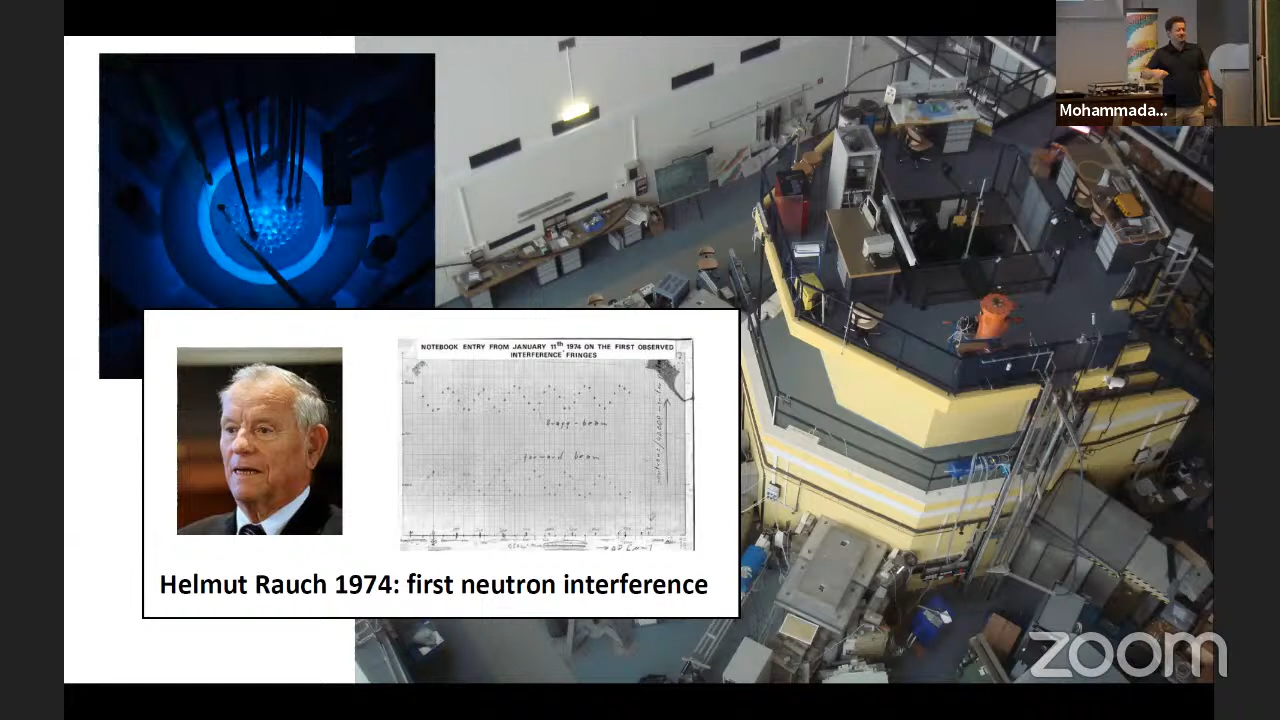 Mohammada...
NOTEBOOK ENTRY FROM JANUARY 11th 1974 ON THE FIRST OBSERVED
INTERFERENCE FRINGES
Bragg-beam
forward beam
Helmut Rauch 1974: first neutron interference
zoom